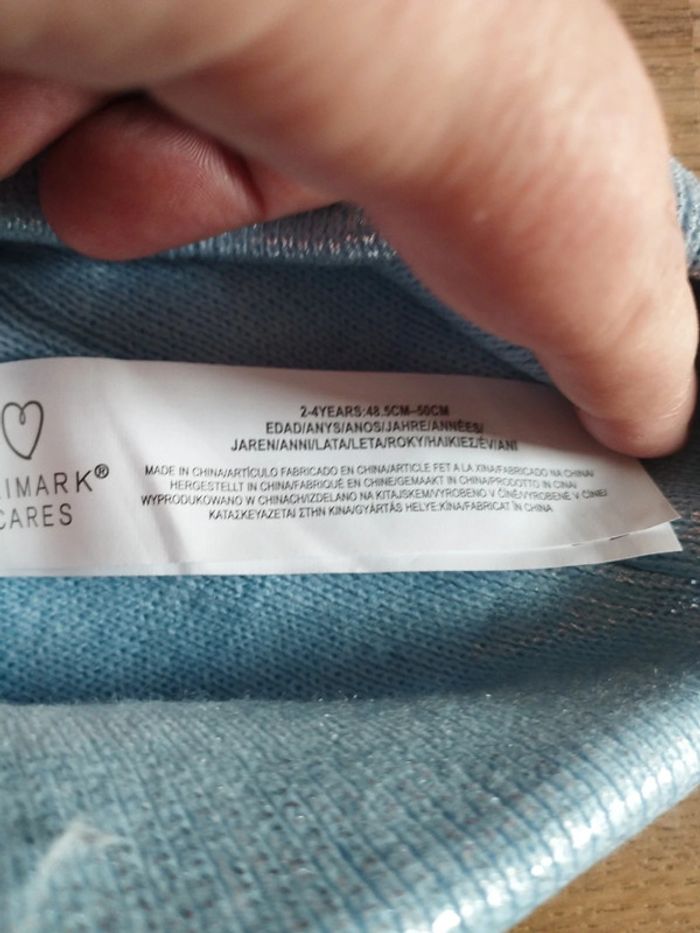 IMARK®
CARES
2-4YEARS:48.5CM–50CM
EDAD/ANYS/ANOS/JAHRE/ANNÉES/
JAREN/ANNI/LATA/LETA/ROKY/HAIKIEZ/ÉV/ANI
MADE IN CHINA/ARTÍCULO FABRICADO EN CHINA/ARTICLE FET A LA XINA/FABRICADO NA CHINA/
HERGESTELLT IN CHINA/FABRIQUÉ EN CHINE/GEMAAKT IN CHINA/PRODOTTO IN CINA/
WYPRODUKOWANO W CHINACH/IZDELANO NA KITAJSKEM/VYROBENO V ČÍNĚ/VYROBENÉ V ČÍNE/
ΚΑΤΑΣΚΕΥΑΖΕΤΑΙ ΣΤΗΝ ΚΙΝΑ/GYÁRTÁS HELYE:KÍNA/FABRICAT ÎN CHINA